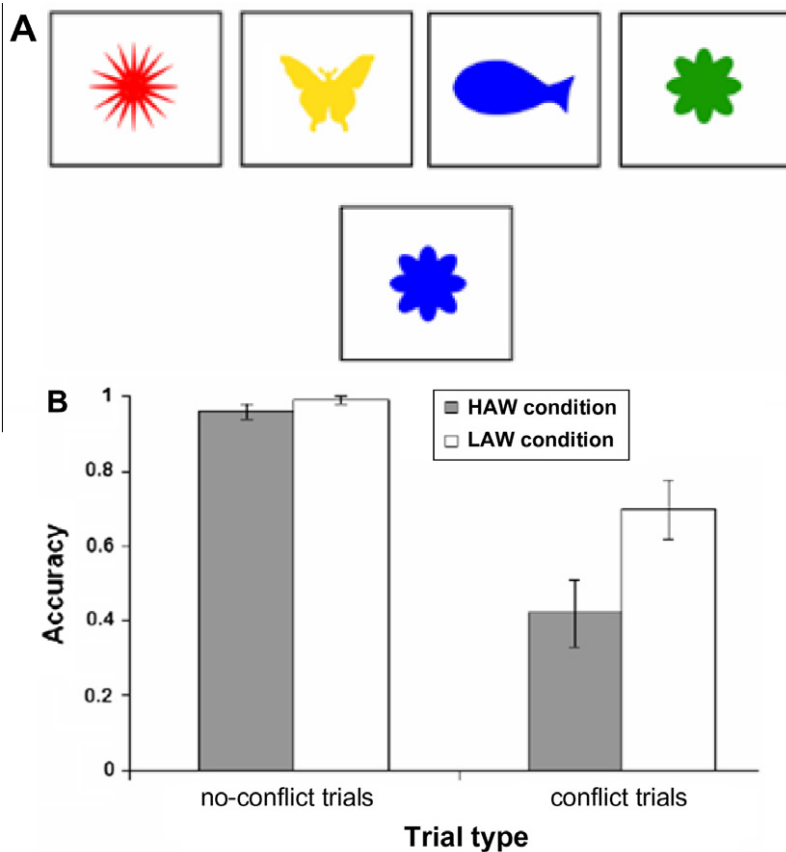 A
B
HAW condition
LAW condition
1
0.8
0.6
0.4
0.2
0
Accuracy
no-conflict trials
conflict trials
Trial type